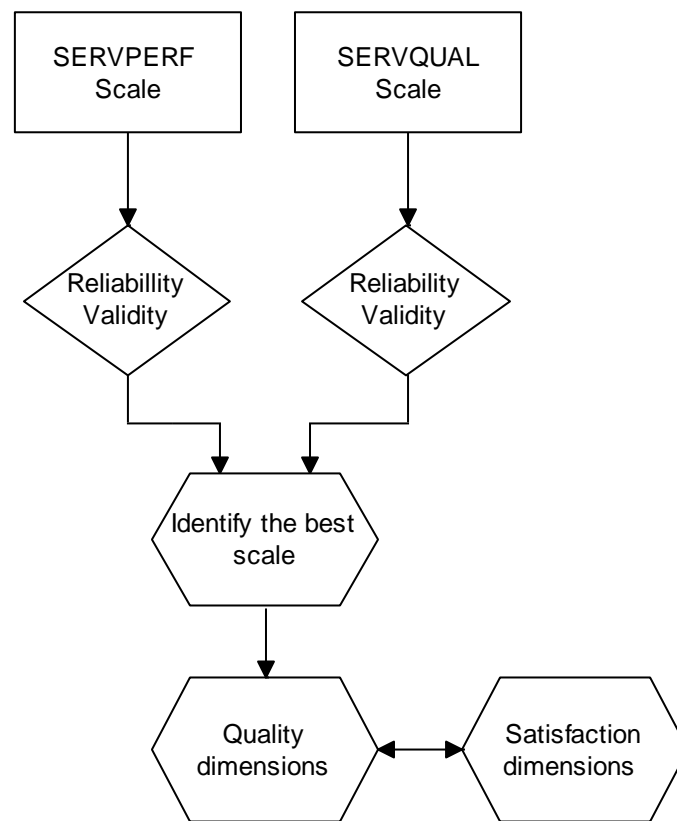 SERVPERF
Scale
SERVQUAL
Scale
Reliabillity
Validity
Reliability
Validity
Identify the best
scale
Quality
dimensions
Satisfaction
dimensions